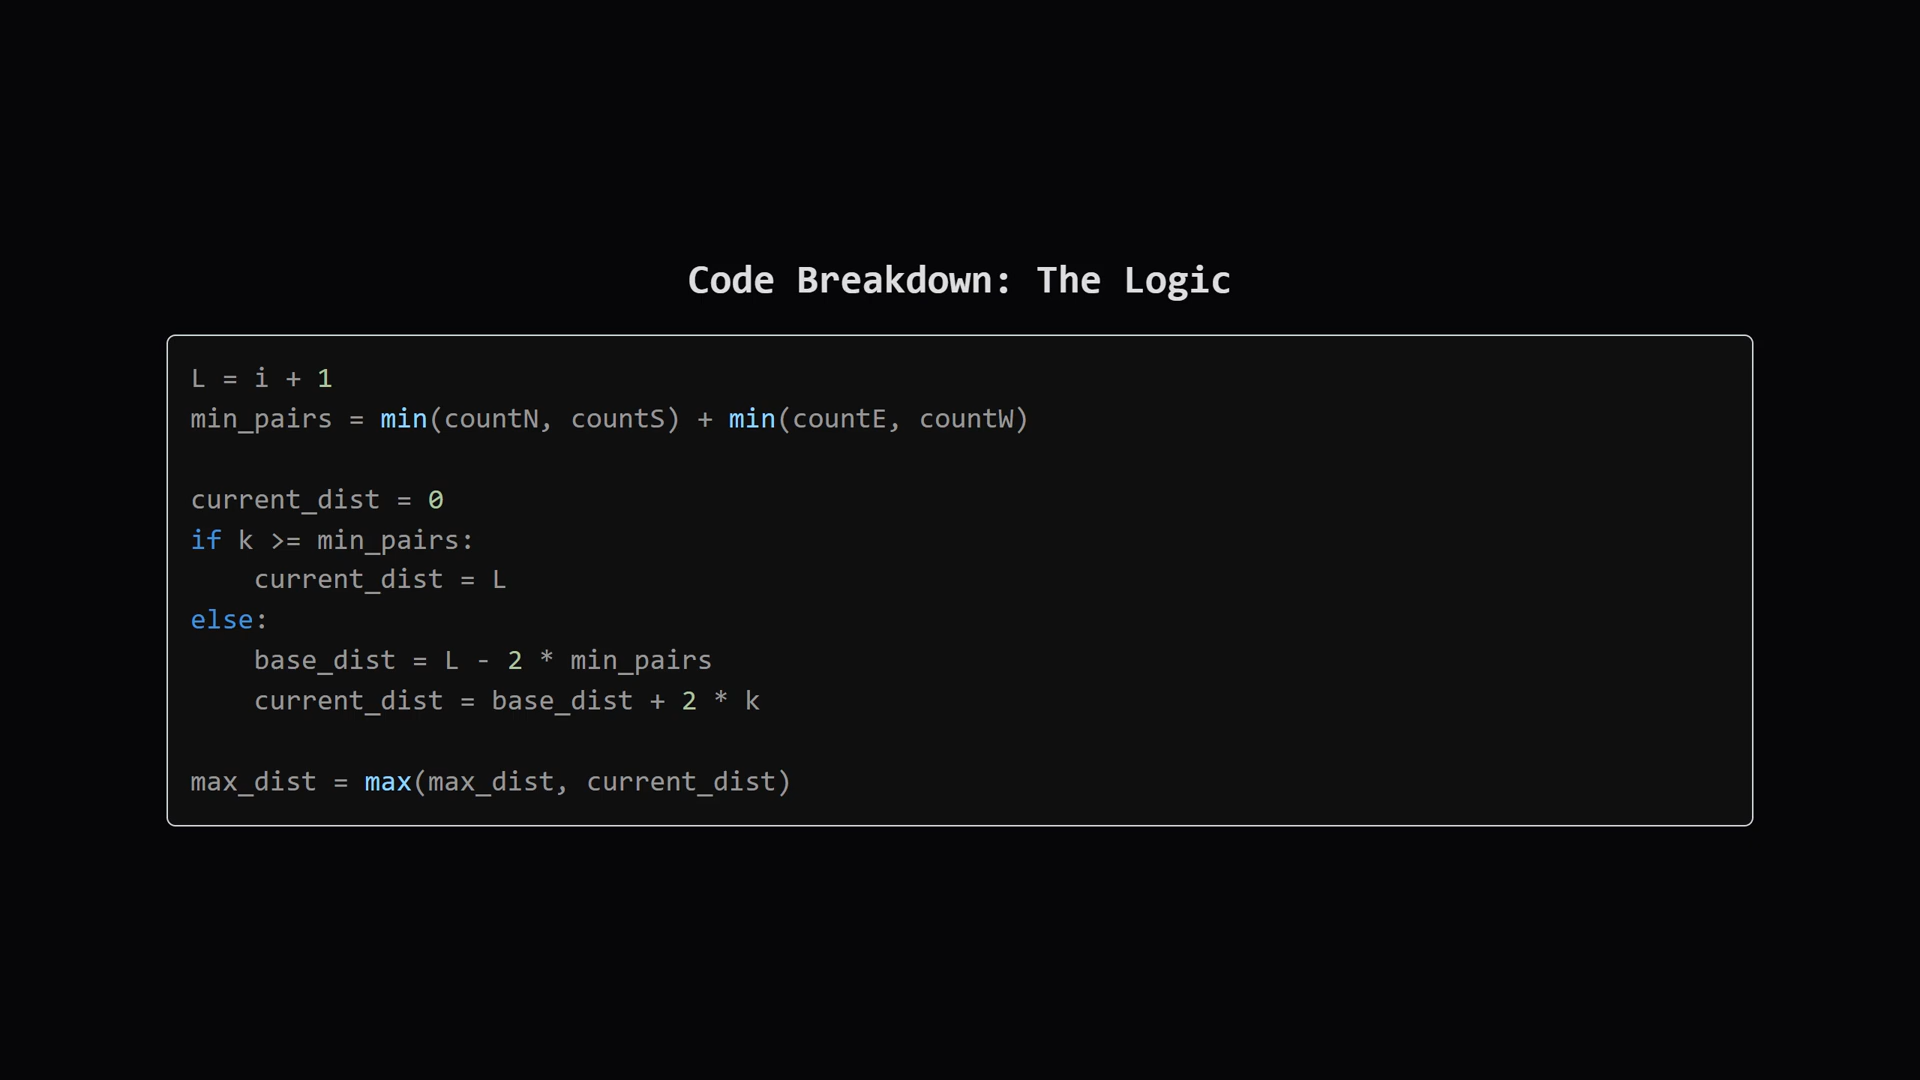 Code Breakdown: The Logic
L = i + 1
min_pairs = min(countN, countS) + min(countE, countW)
current_dist = 0
if k >= min_pairs:
    current_dist = L
else:
    base_dist = L - 2 * min_pairs
    current_dist = base_dist + 2 * k
max_dist = max(max_dist, current_dist)